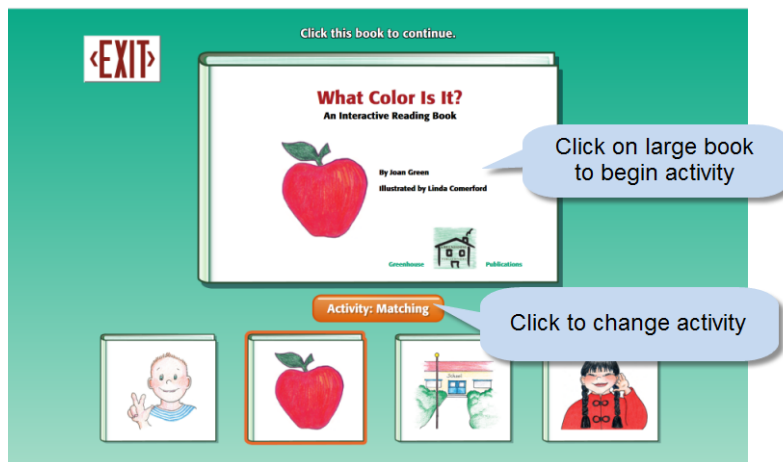 Click this book to continue.
‹EXIT›
What Color Is It?
An Interactive Reading Book
By Joan Green
Illustrated by Linda Comerford
Greenhouse Publications
Click on large book
to begin activity
Activity: Matching
Click to change activity
School